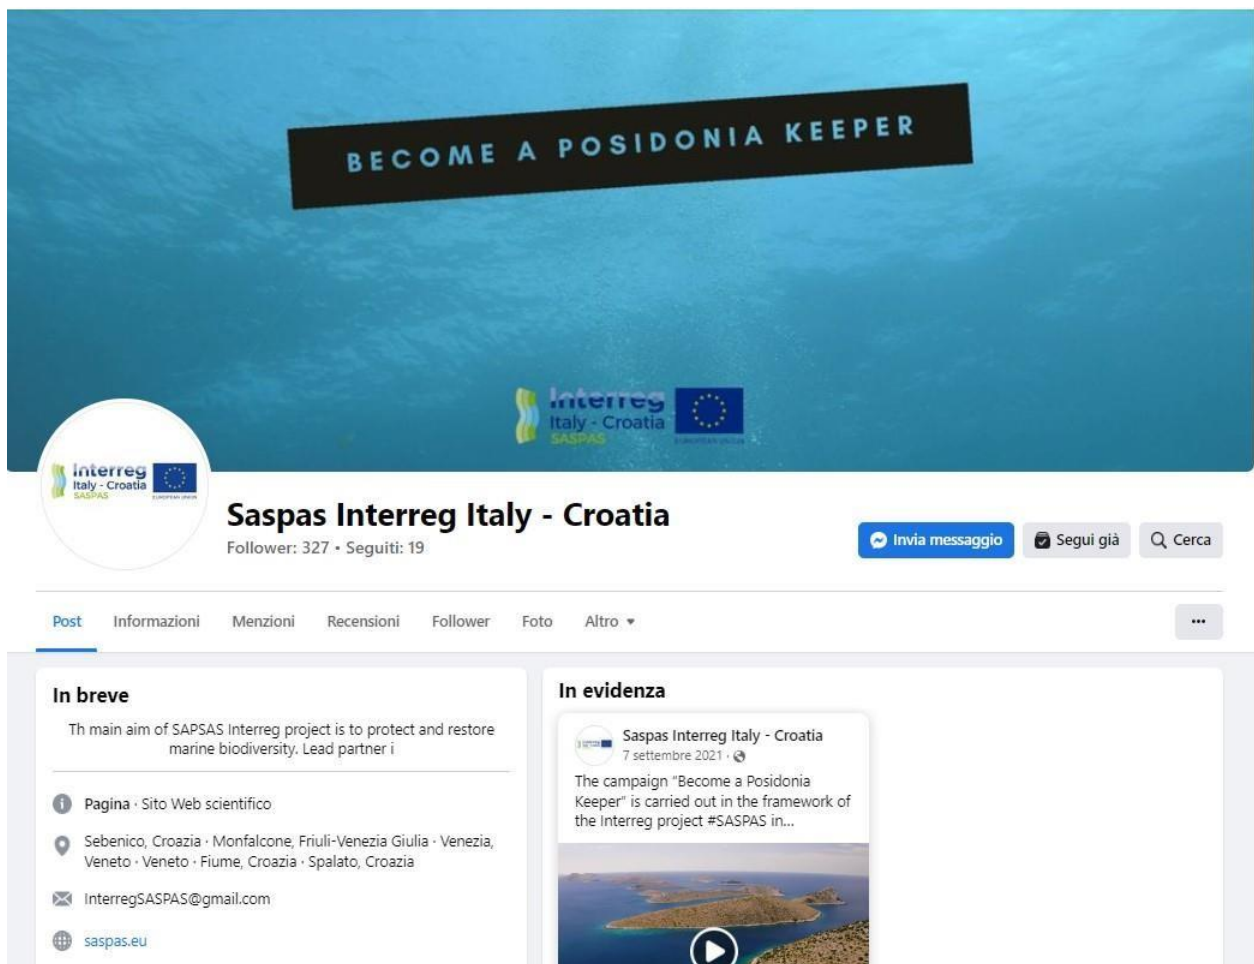 BECOME A POSIDONIA KEEPER
Interreg
Italy - Croatia
SASPAS
EUROPEAN UNION
Interreg
Italy - Croatia
SASPAS
EUROPEAN UNION
Saspas Interreg Italy - Croatia
Follower: 327 • Seguiti: 19
Invia messaggio
Segui già
Cerca
Post
Informazioni
Menzioni
Recensioni
Follower
Foto
Altro
In breve
Th main aim of SAPSAS Interreg project is to protect and restore
marine biodiversity. Lead partner i
Pagina · Sito Web scientifico
Sebenico, Croazia · Monfalcone, Friuli-Venezia Giulia · Venezia,
Veneto · Veneto · Fiume, Croazia · Spalato, Croazia
InterregSASPAS@gmail.com
saspas.eu
In evidenza
Saspas Interreg Italy - Croatia
7 settembre 2021 ·
The campaign "Become a Posidonia
Keeper" is carried out in the framework of
the Interreg project #SASPAS in...